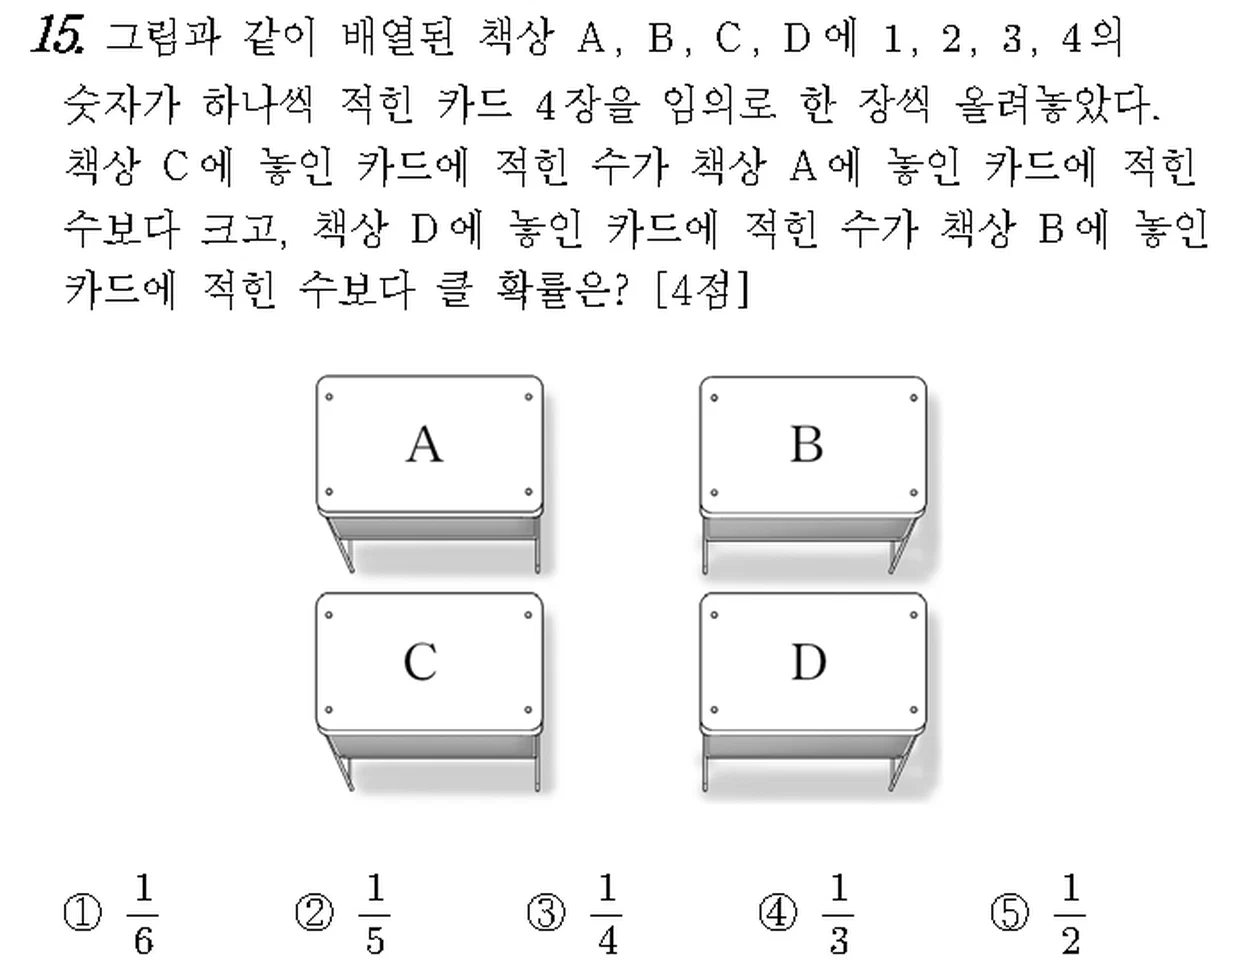 15. 그림과 같이 배열된 책상 A, B, C, D에 1, 2, 3, 4의
숫자가 하나씩 적힌 카드 4장을 임의로 한 장씩 올려놓았다.
책상 C에 놓인 카드에 적힌 수가 책상 A에 놓인 카드에 적힌
수보다 크고, 책상 D에 놓인 카드에 적힌 수가 책상 B에 놓인
카드에 적힌 수보다 클 확률은? [4점]
A B
C D
① 1/6 ② 1/5 ③ 1/4 ④ 1/3 ⑤ 1/2